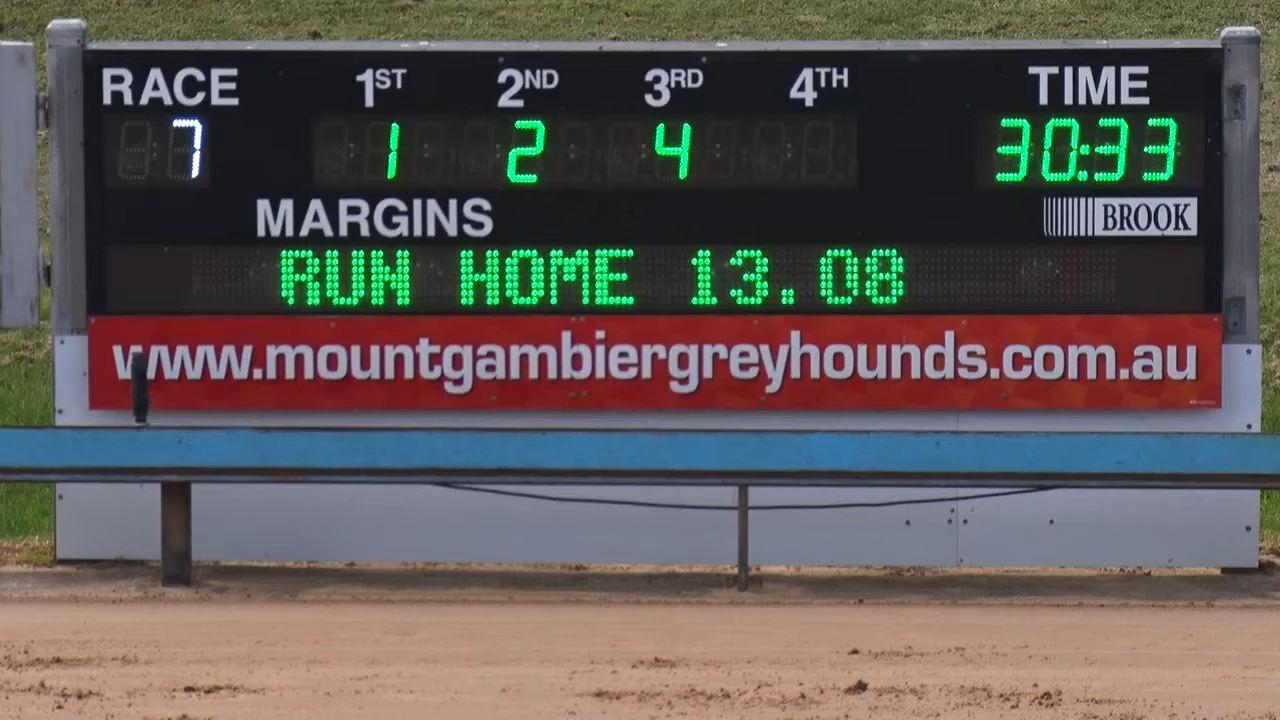 RACE 1ST 2ND 3RD 4TH TIME
7 1 2 4 30:33
MARGINS BROOK
RUN HOME 13.08
www.mountgambiergreyhounds.com.au